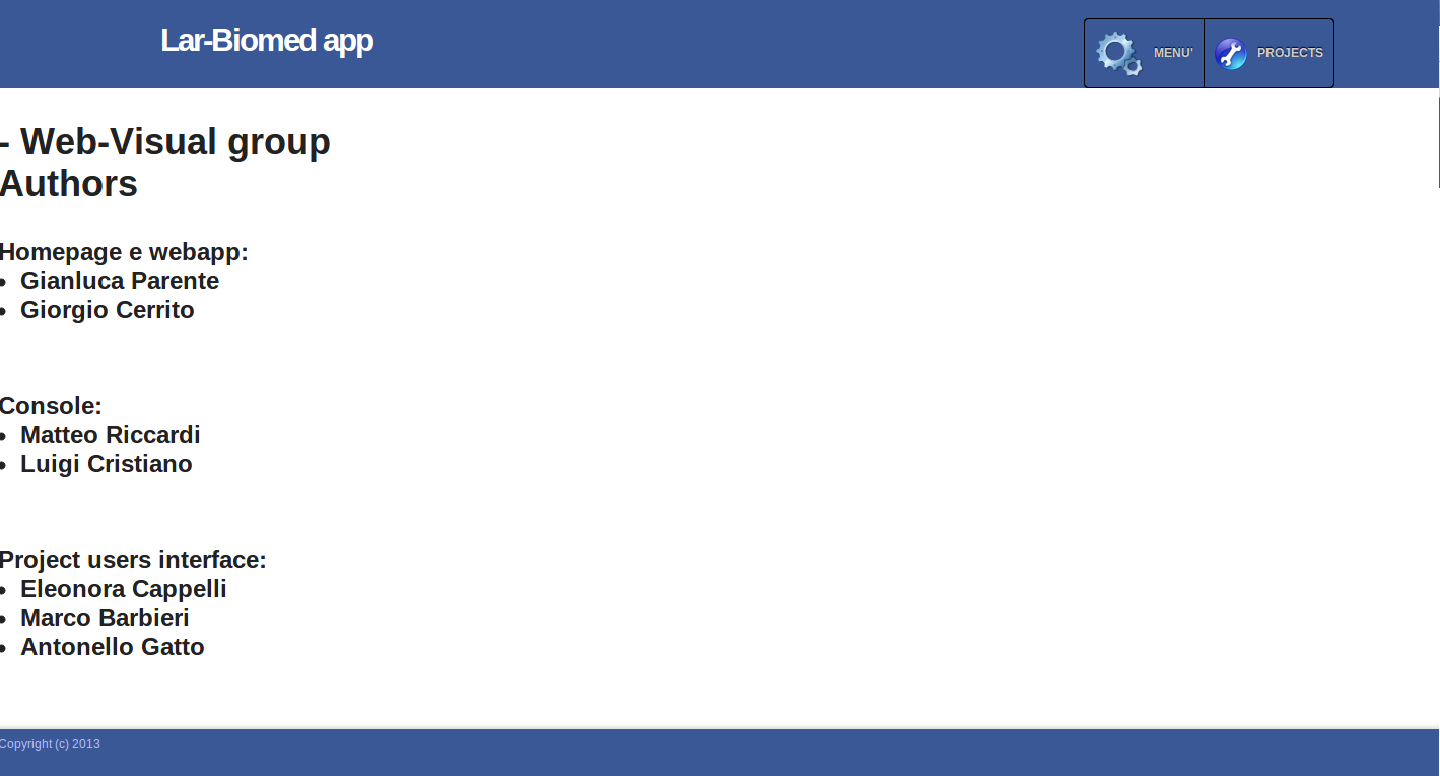 Lar-Biomed app
MENU'
PROJECTS
- Web-Visual group
Authors
Homepage e webapp:
• Gianluca Parente
• Giorgio Cerrito
Console:
• Matteo Riccardi
• Luigi Cristiano
Project users interface:
• Eleonora Cappelli
• Marco Barbieri
• Antonello Gatto
Copyright (c) 2013